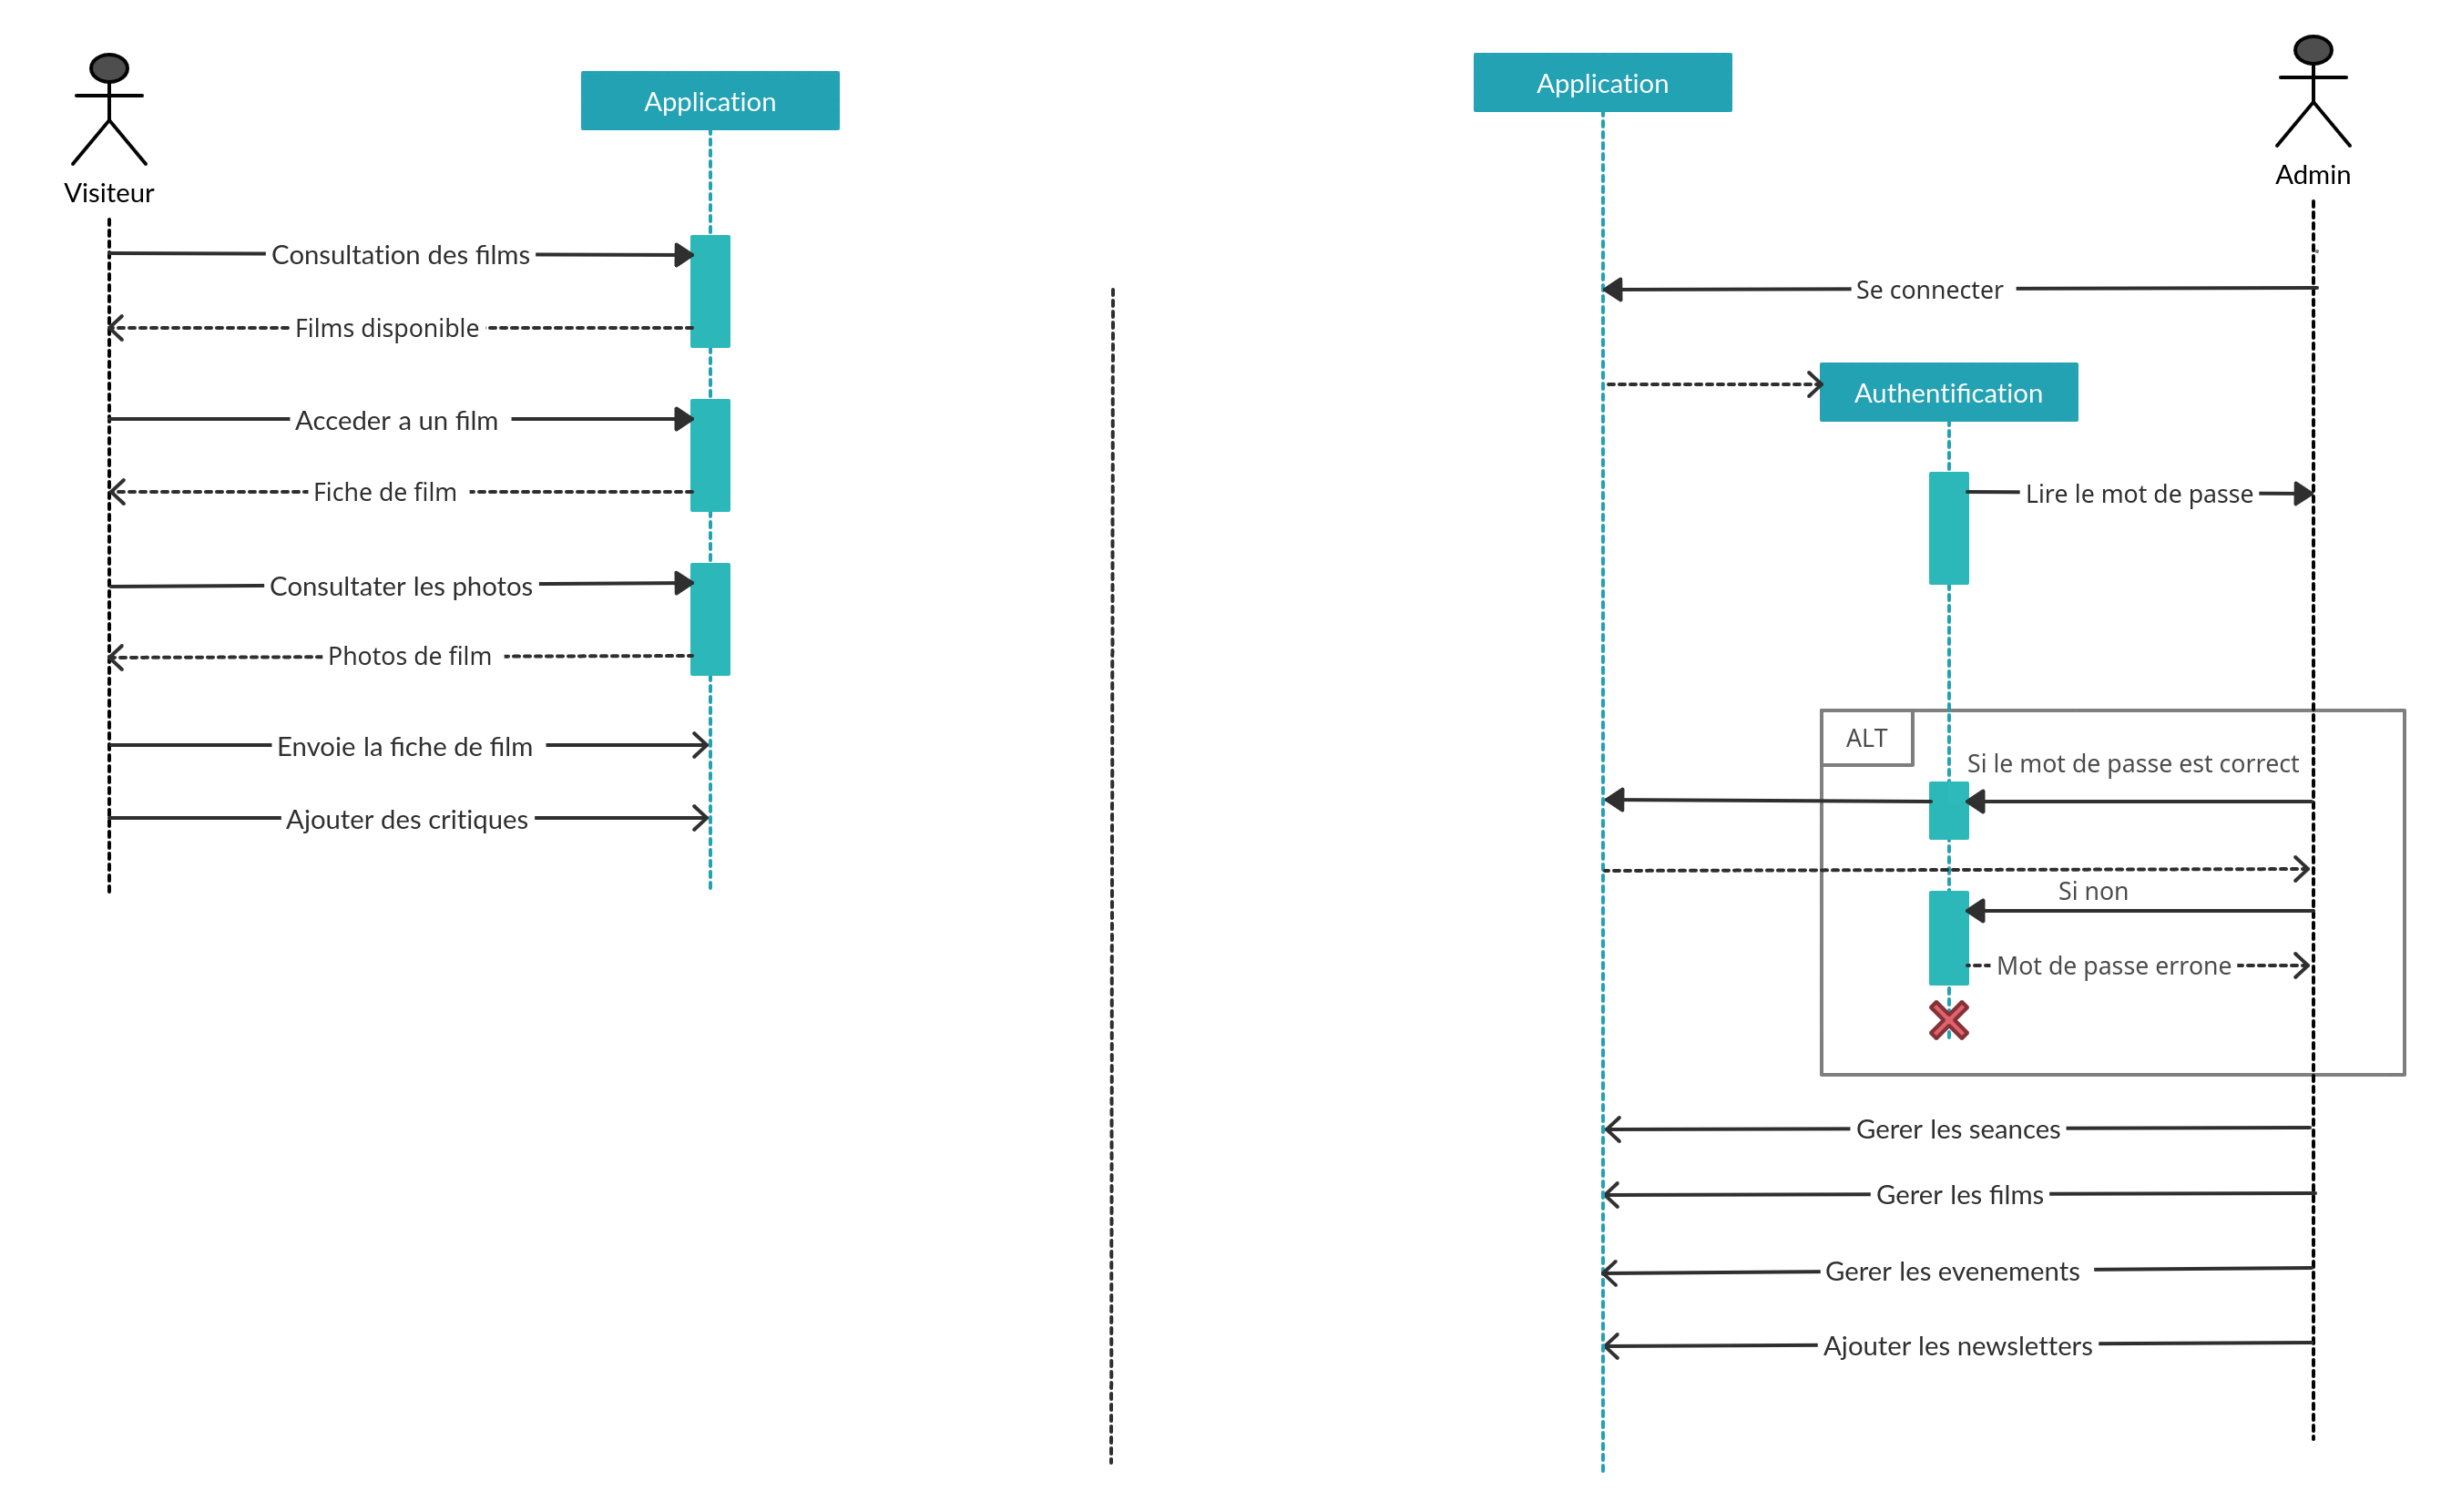 Visiteur
Application
Consultation des films
Films disponible
Acceder a un film
Fiche de film
Consultater les photos
Photos de film
Envoie la fiche de film
Ajouter des critiques
Application
Admin
Se connecter
Authentification
Lire le mot de passe
ALT
Si le mot de passe est correct
Si non
Mot de passe errone
Gerer les seances
Gerer les films
Gerer les evenements
Ajouter les newsletters